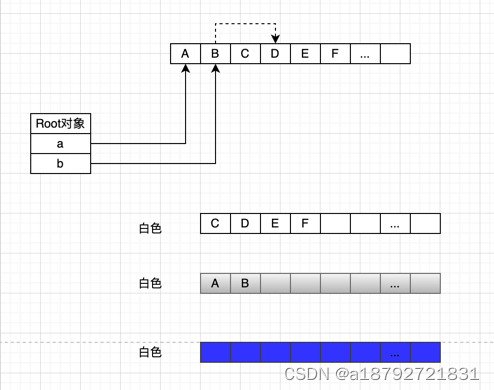 A B C D E F ...
Root对象
a
b
白色 C D E F ...
白色 A B ...
白色 ...
CSDN @a18792721831